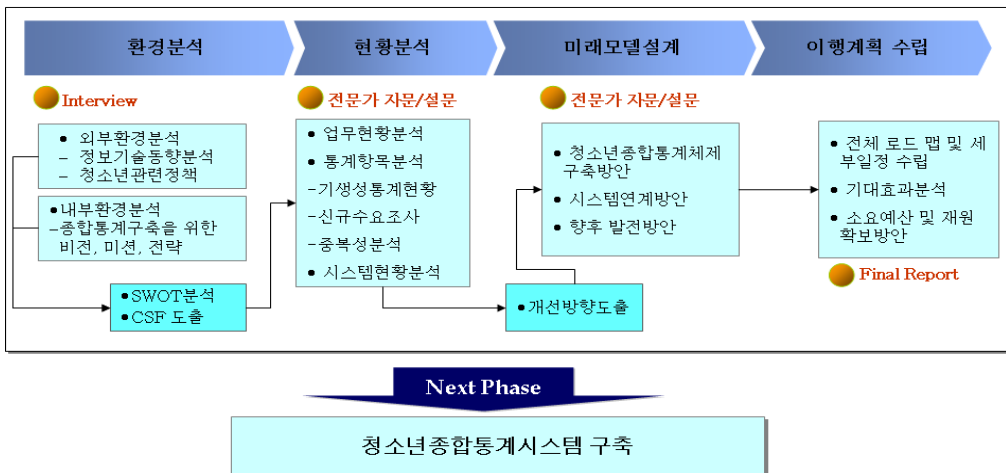 환경분석
현황분석
미래모델설계
이행계획 수립
Interview
• 외부환경분석
– 정보기술동향분석
– 청소년관련정책
•내부환경분석
–종합통계구축을 위한
비전, 미션, 전략
•SWOT분석
•CSF 도출
전문가 자문/설문
• 업무현황분석
• 통계항목분석
–기생성통계현황
–신규수요조사
–중복성분석
• 시스템현황분석
전문가 자문/설문
• 청소년종합통계체제
구축방안
• 시스템연계방안
• 향후 발전방안
•개선방향도출
• 전체 로드 맵 및 세
부일정 수립
• 기대효과분석
• 소요예산 및 재원
확보방안
Final Report
Next Phase
청소년종합통계시스템 구축